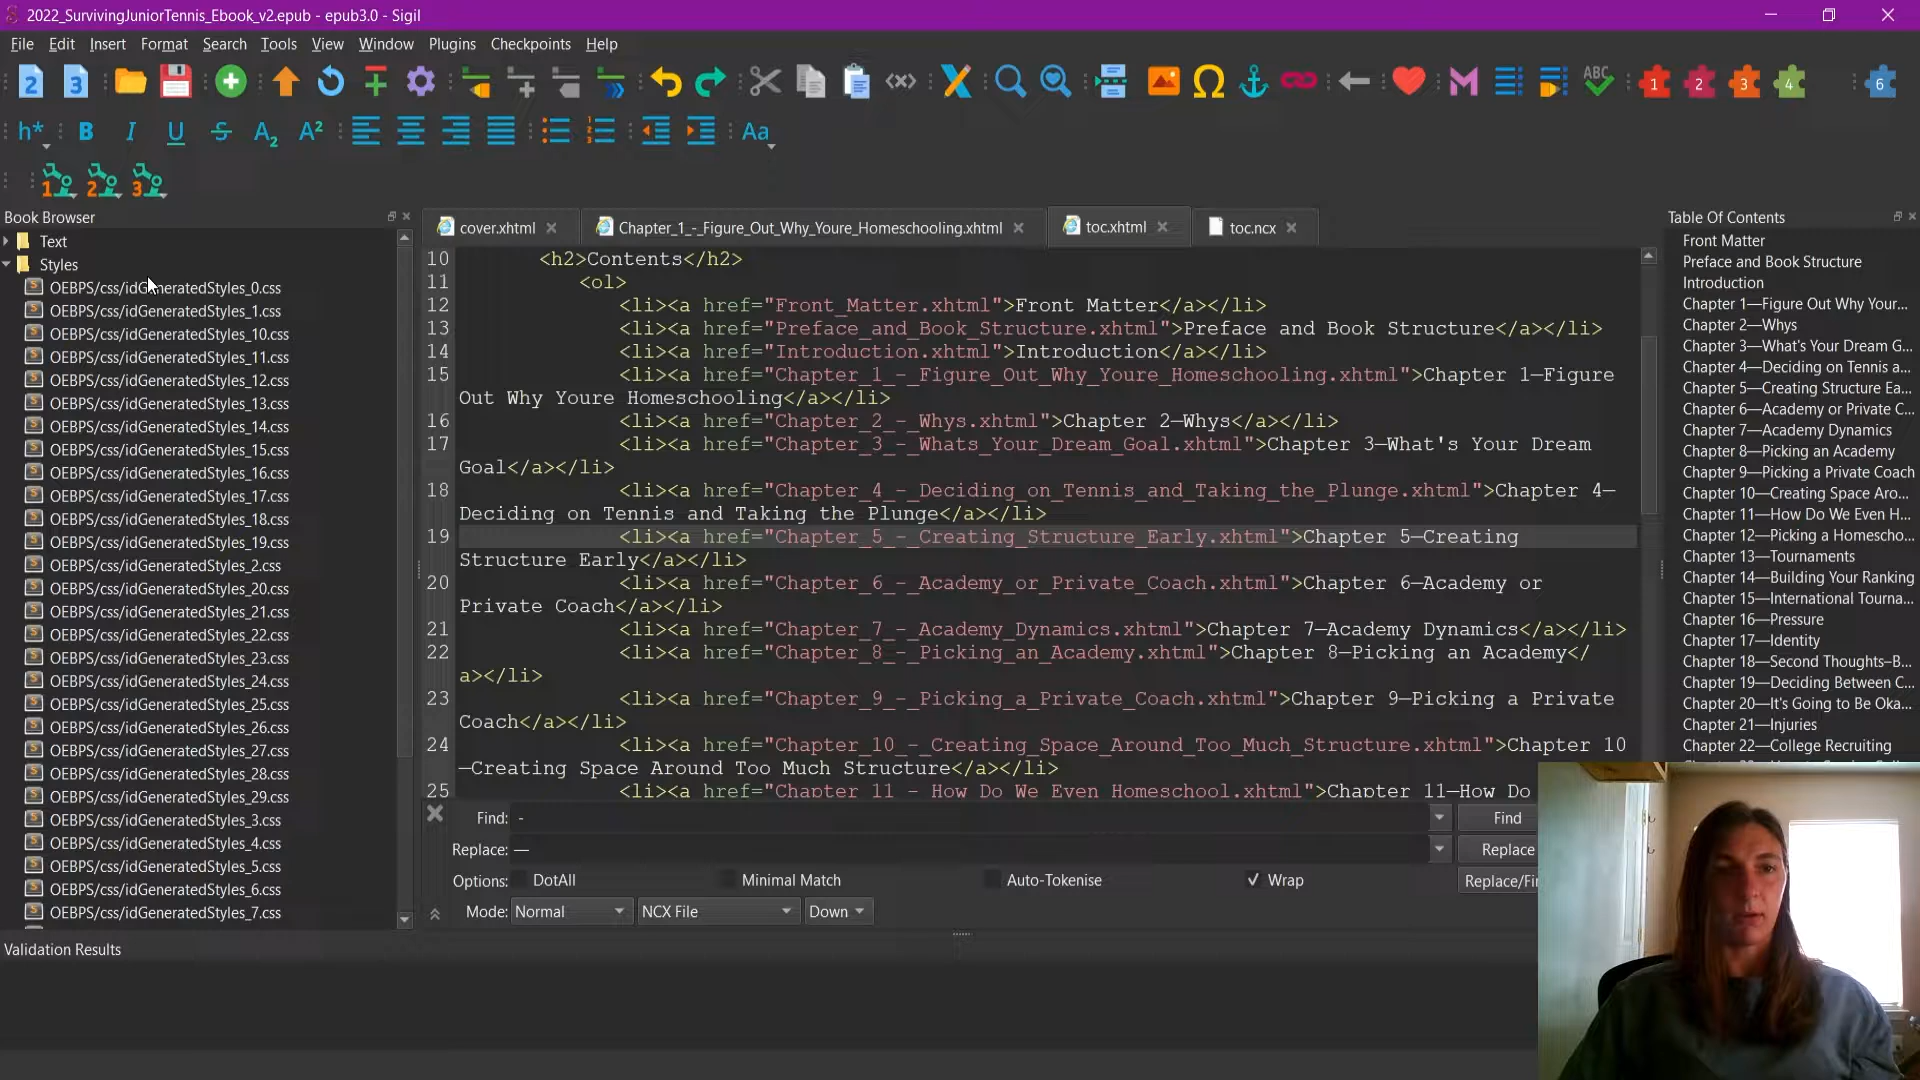 2022_SurvivingJuniorTennis_Ebook_v2.epub - epub3.0 - Sigil
File Edit Insert Format Search Tools View Window Plugins Checkpoints Help
2 3 ABC 1 2 3 4 6
h* B I U S A2 A2 Aa
1 2 3
Book Browser
Text
Styles
OEBPS/css/idGeneratedStyles_0.css
OEBPS/css/idGeneratedStyles_1.css
OEBPS/css/idGeneratedStyles_10.css
OEBPS/css/idGeneratedStyles_11.css
OEBPS/css/idGeneratedStyles_12.css
OEBPS/css/idGeneratedStyles_13.css
OEBPS/css/idGeneratedStyles_14.css
OEBPS/css/idGeneratedStyles_15.css
OEBPS/css/idGeneratedStyles_16.css
OEBPS/css/idGeneratedStyles_17.css
OEBPS/css/idGeneratedStyles_18.css
OEBPS/css/idGeneratedStyles_19.css
OEBPS/css/idGeneratedStyles_2.css
OEBPS/css/idGeneratedStyles_20.css
OEBPS/css/idGeneratedStyles_21.css
OEBPS/css/idGeneratedStyles_22.css
OEBPS/css/idGeneratedStyles_23.css
OEBPS/css/idGeneratedStyles_24.css
OEBPS/css/idGeneratedStyles_25.css
OEBPS/css/idGeneratedStyles_26.css
OEBPS/css/idGeneratedStyles_27.css
OEBPS/css/idGeneratedStyles_28.css
OEBPS/css/idGeneratedStyles_29.css
OEBPS/css/idGeneratedStyles_3.css
OEBPS/css/idGeneratedStyles_4.css
OEBPS/css/idGeneratedStyles_5.css
OEBPS/css/idGeneratedStyles_6.css
OEBPS/css/idGeneratedStyles_7.css
cover.xhtml Chapter_1_-_Figure_Out_Why_Youre_Homeschooling.xhtml toc.xhtml toc.ncx
10 <h2>Contents</h2>
11 <ol>
12 <li><a href="Front_Matter.xhtml">Front Matter</a></li>
13 <li><a href="Preface_and_Book_Structure.xhtml">Preface and Book Structure</a></li>
14 <li><a href="Introduction.xhtml">Introduction</a></li>
15 <li><a href="Chapter_1_-_Figure_Out_Why_Youre_Homeschooling.xhtml">Chapter 1—Figure
Out Why Youre Homeschooling</a></li>
16 <li><a href="Chapter_2_-_Whys.xhtml">Chapter 2—Whys</a></li>
17 <li><a href="Chapter_3_-_Whats_Your_Dream_Goal.xhtml">Chapter 3—What's Your Dream
Goal</a></li>
18 <li><a href="Chapter_4_-_Deciding_on_Tennis_and_Taking_the_Plunge.xhtml">Chapter 4—
Deciding on Tennis and Taking the Plunge</a></li>
19 <li><a href="Chapter_5_-_Creating_Structure_Early.xhtml">Chapter 5—Creating
Structure Early</a></li>
20 <li><a href="Chapter_6_-_Academy_or_Private_Coach.xhtml">Chapter 6—Academy or
Private Coach</a></li>
21 <li><a href="Chapter_7_-_Academy_Dynamics.xhtml">Chapter 7—Academy Dynamics</a></li>
22 <li><a href="Chapter_8_-_Picking_an_Academy.xhtml">Chapter 8—Picking an Academy</
a></li>
23 <li><a href="Chapter_9_-_Picking_a_Private_Coach.xhtml">Chapter 9—Picking a Private
Coach</a></li>
24 <li><a href="Chapter_10_-_Creating_Space_Around_Too_Much_Structure.xhtml">Chapter 10
—Creating Space Around Too Much Structure</a></li>
25 <li><a href="Chapter_11_-_How_Do_We_Even_Homeschool.xhtml">Chapter 11—How Do
Find: - Find
Replace: — Replace
Options: DotAll Minimal Match Auto-Tokenise Wrap Replace/Fi
Mode: Normal NCX File Down
Table Of Contents
Front Matter
Preface and Book Structure
Introduction
Chapter 1—Figure Out Why Your...
Chapter 2—Whys
Chapter 3—What's Your Dream G...
Chapter 4—Deciding on Tennis a...
Chapter 5—Creating Structure Ea...
Chapter 6—Academy or Private C...
Chapter 7—Academy Dynamics
Chapter 8—Picking an Academy
Chapter 9—Picking a Private Coach
Chapter 10—Creating Space Aro...
Chapter 11—How Do We Even H...
Chapter 12—Picking a Homescho...
Chapter 13—Tournaments
Chapter 14—Building Your Ranking
Chapter 15—International Tourna...
Chapter 16—Pressure
Chapter 17—Identity
Chapter 18—Second Thoughts–B...
Chapter 19—Deciding Between C...
Chapter 20—It's Going to Be Oka...
Chapter 21—Injuries
Chapter 22—College Recruiting
Validation Results